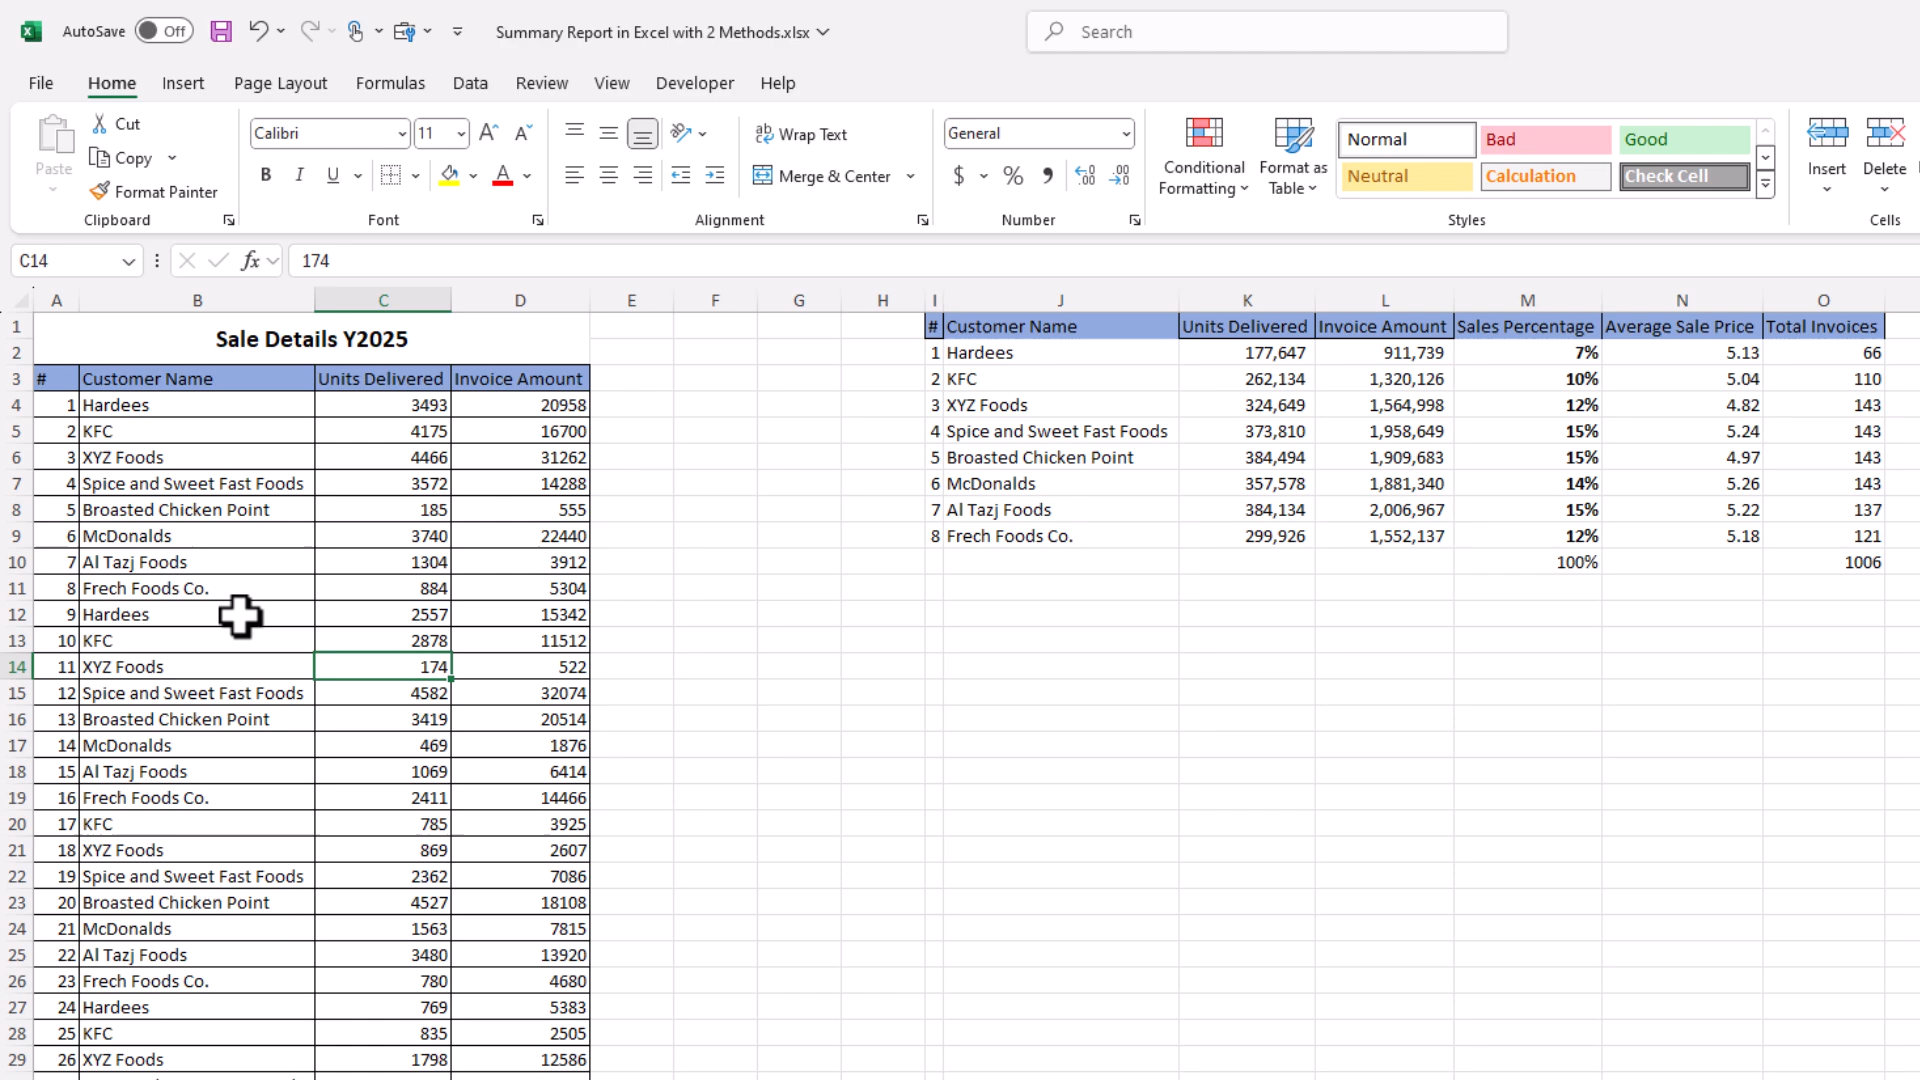 AutoSave Off Summary Report in Excel with 2 Methods.xlsx Search
File Home Insert Page Layout Formulas Data Review View Developer Help
Paste Cut Copy Format Painter Clipboard
Calibri 11 B I U A Font
Wrap Text Merge & Center Alignment
General $ % Number
Conditional Formatting Format as Table
Normal Bad Good
Neutral Calculation Check Cell
Styles
Insert Delete Cells
C14 fx 174
A B C D E F G H I J K L M N O
1 Sale Details Y2025 # Customer Name Units Delivered Invoice Amount Sales Percentage Average Sale Price Total Invoices
2 1 Hardees 177,647 911,739 7% 5.13 66
3 # Customer Name Units Delivered Invoice Amount 2 KFC 262,134 1,320,126 10% 5.04 110
4 1 Hardees 3493 20958 3 XYZ Foods 324,649 1,564,998 12% 4.82 143
5 2 KFC 4175 16700 4 Spice and Sweet Fast Foods 373,810 1,958,649 15% 5.24 143
6 3 XYZ Foods 4466 31262 5 Broasted Chicken Point 384,494 1,909,683 15% 4.97 143
7 4 Spice and Sweet Fast Foods 3572 14288 6 McDonalds 357,578 1,881,340 14% 5.26 143
8 5 Broasted Chicken Point 185 555 7 Al Tazj Foods 384,134 2,006,967 15% 5.22 137
9 6 McDonalds 3740 22440 8 Frech Foods Co. 299,926 1,552,137 12% 5.18 121
10 7 Al Tazj Foods 1304 3912 100% 1006
11 8 Frech Foods Co. 884 5304
12 9 Hardees 2557 15342
13 10 KFC 2878 11512
14 11 XYZ Foods 174 522
15 12 Spice and Sweet Fast Foods 4582 32074
16 13 Broasted Chicken Point 3419 20514
17 14 McDonalds 469 1876
18 15 Al Tazj Foods 1069 6414
19 16 Frech Foods Co. 2411 14466
20 17 KFC 785 3925
21 18 XYZ Foods 869 2607
22 19 Spice and Sweet Fast Foods 2362 7086
23 20 Broasted Chicken Point 4527 18108
24 21 McDonalds 1563 7815
25 22 Al Tazj Foods 3480 13920
26 23 Frech Foods Co. 780 4680
27 24 Hardees 769 5383
28 25 KFC 835 2505
29 26 XYZ Foods 1798 12586